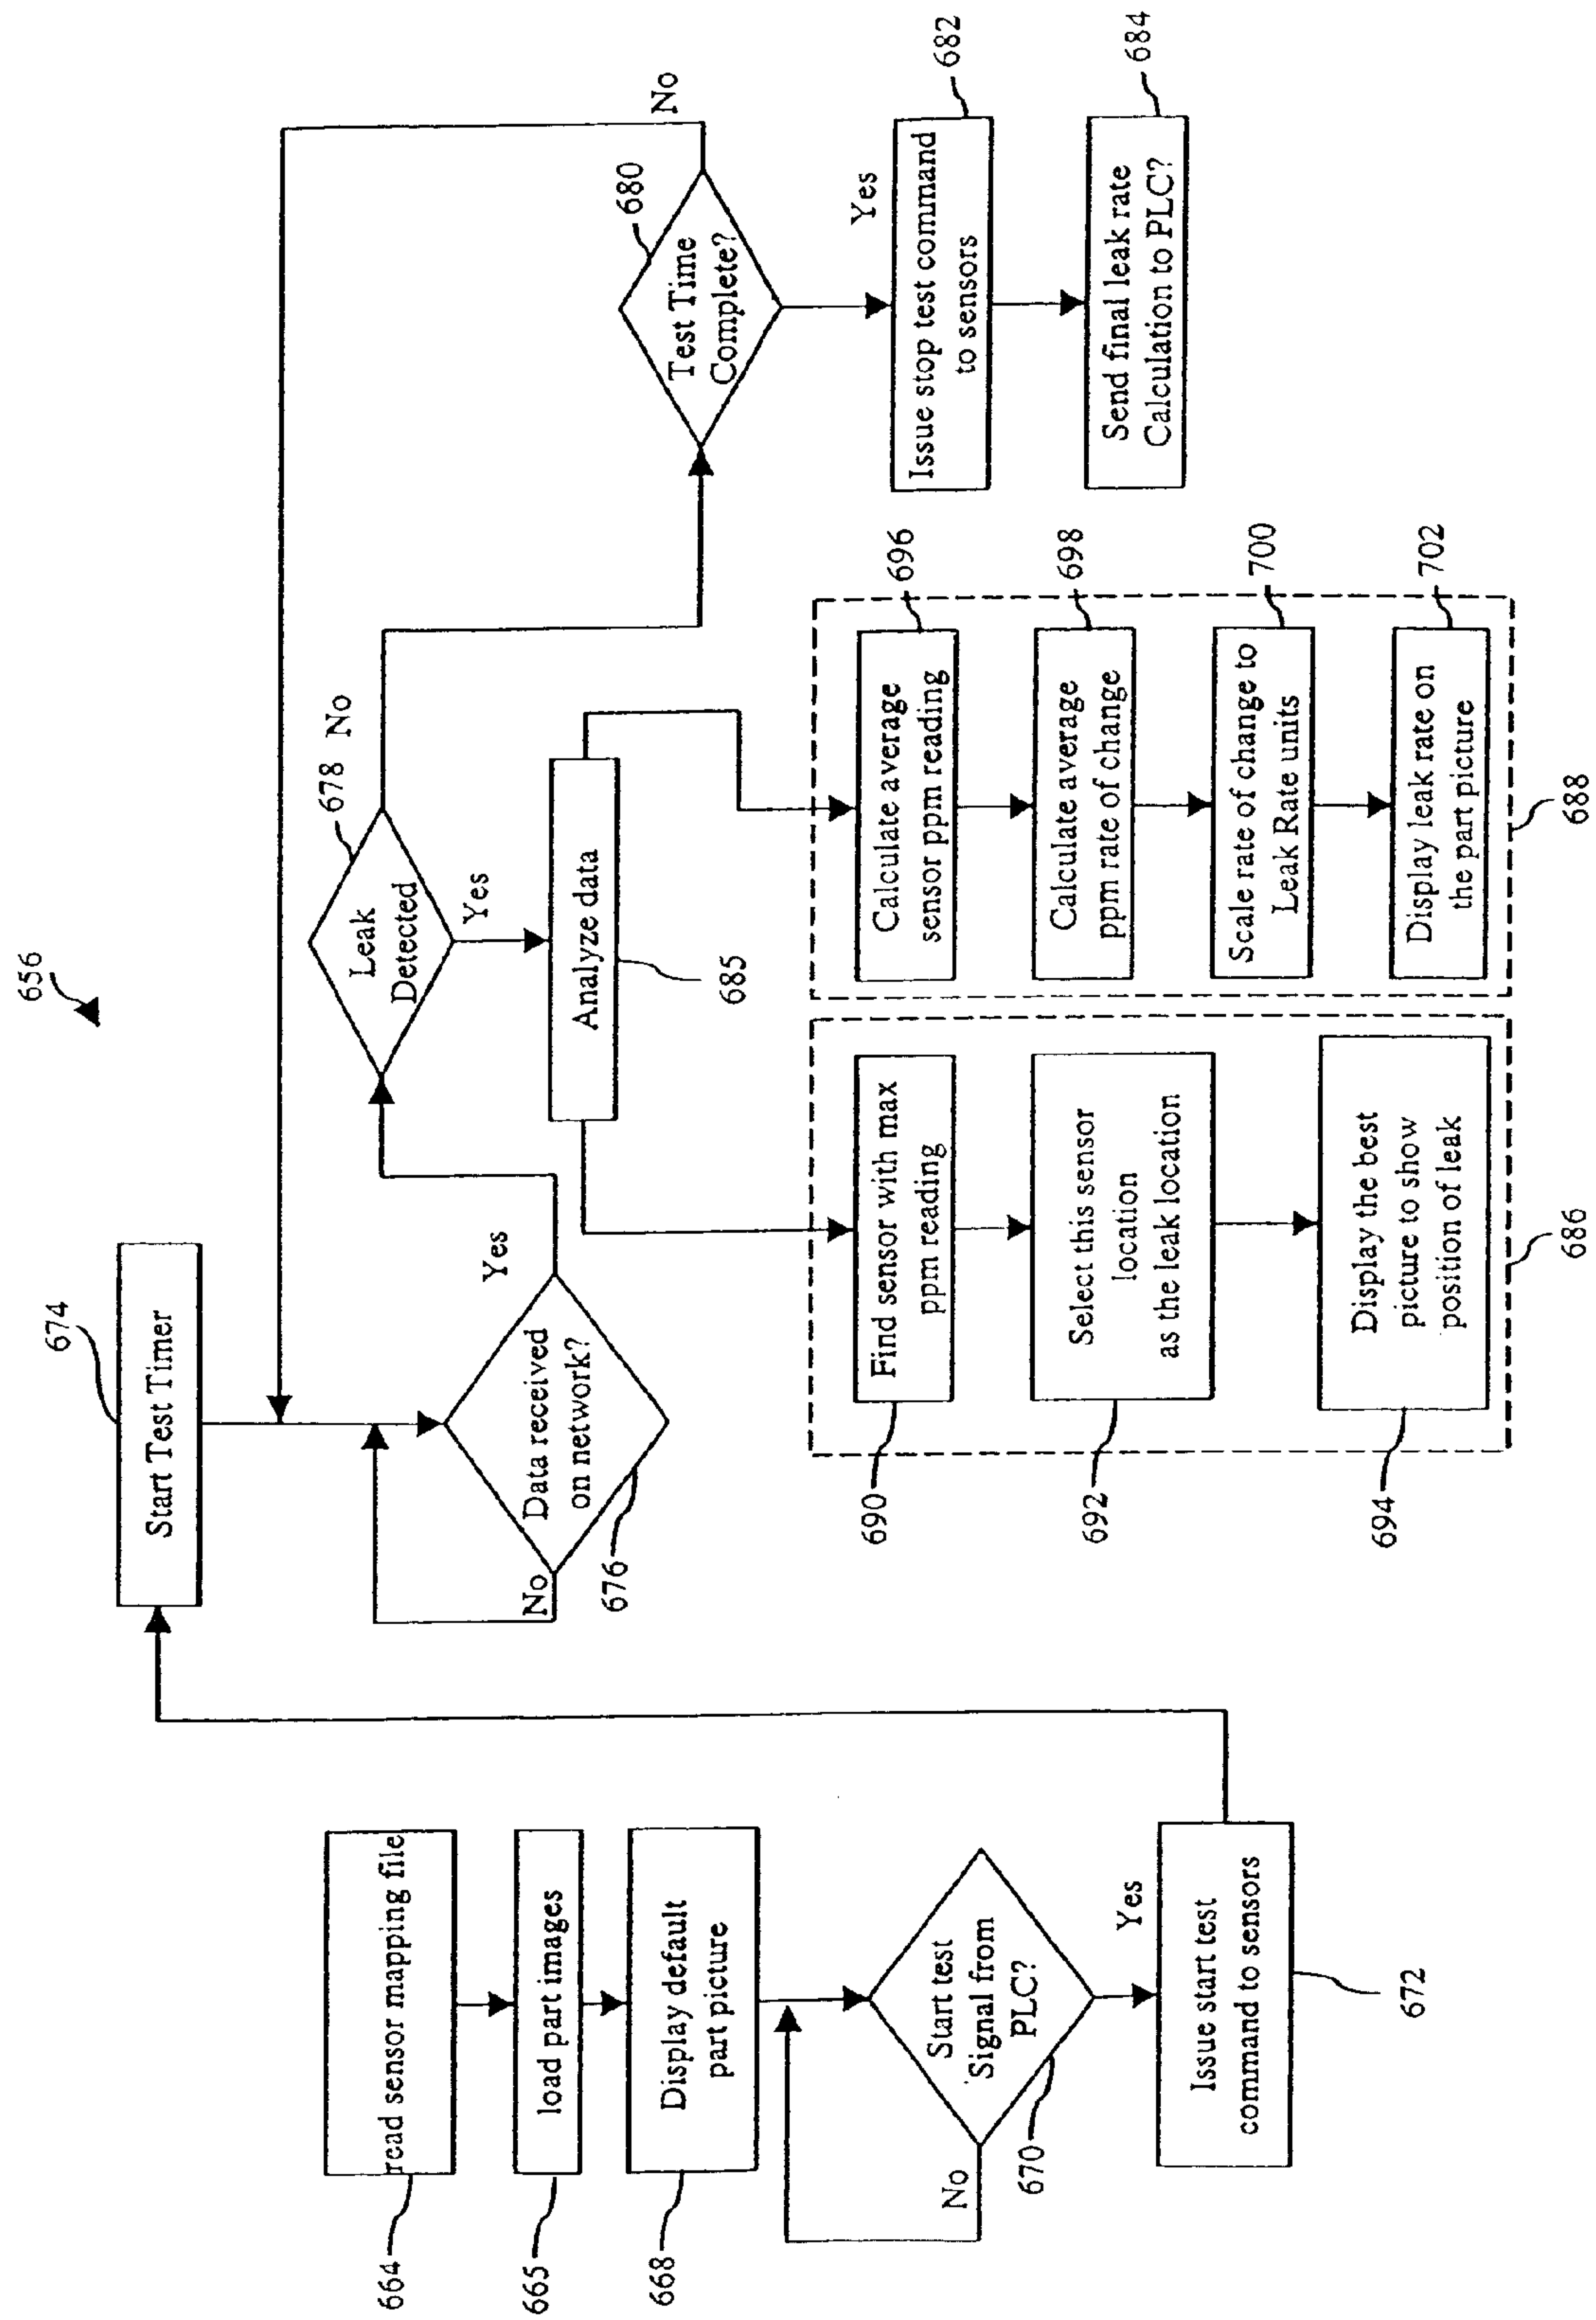 656
read sensor mapping file
664
load part images
665
Display default
part picture
668
Start test
Signal from
PLC?
670
No
Yes
Issue start test
command to sensors
672
Start Test Timer
674
Data received
on network?
676
No
Yes
Leak
Detected
678
No
Yes
Analyze data
685
Test Time
Complete?
680
No
Yes
Issue stop test command
to sensors
682
Send final leak rate
Calculation to PLC?
684
Find sensor with max
ppm reading
690
Select this sensor
location
as the leak location
692
Display the best
picture to show
position of leak
694
686
Calculate average
sensor ppm reading
696
Calculate average
ppm rate of change
698
Scale rate of change to
Leak Rate units
700
Display leak rate on
the part picture
702
688